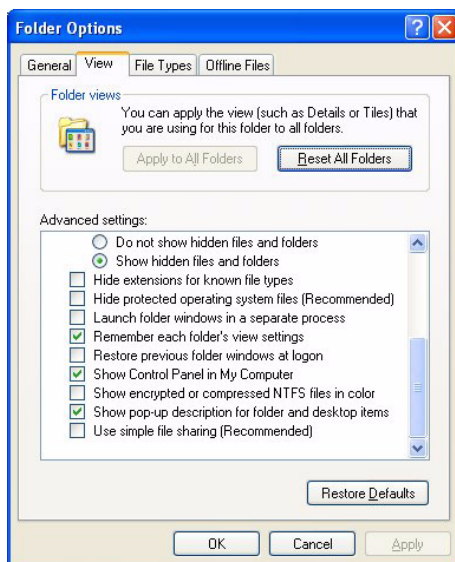 Folder Options
General View File Types Offline Files
Folder views
You can apply the view (such as Details or Tiles) that
you are using for this folder to all folders.
Apply to All Folders Reset All Folders
Advanced settings:
Do not show hidden files and folders
Show hidden files and folders
Hide extensions for known file types
Hide protected operating system files (Recommended)
Launch folder windows in a separate process
Remember each folder's view settings
Restore previous folder windows at logon
Show Control Panel in My Computer
Show encrypted or compressed NTFS files in color
Show pop-up description for folder and desktop items
Use simple file sharing (Recommended)
Restore Defaults
OK Cancel Apply